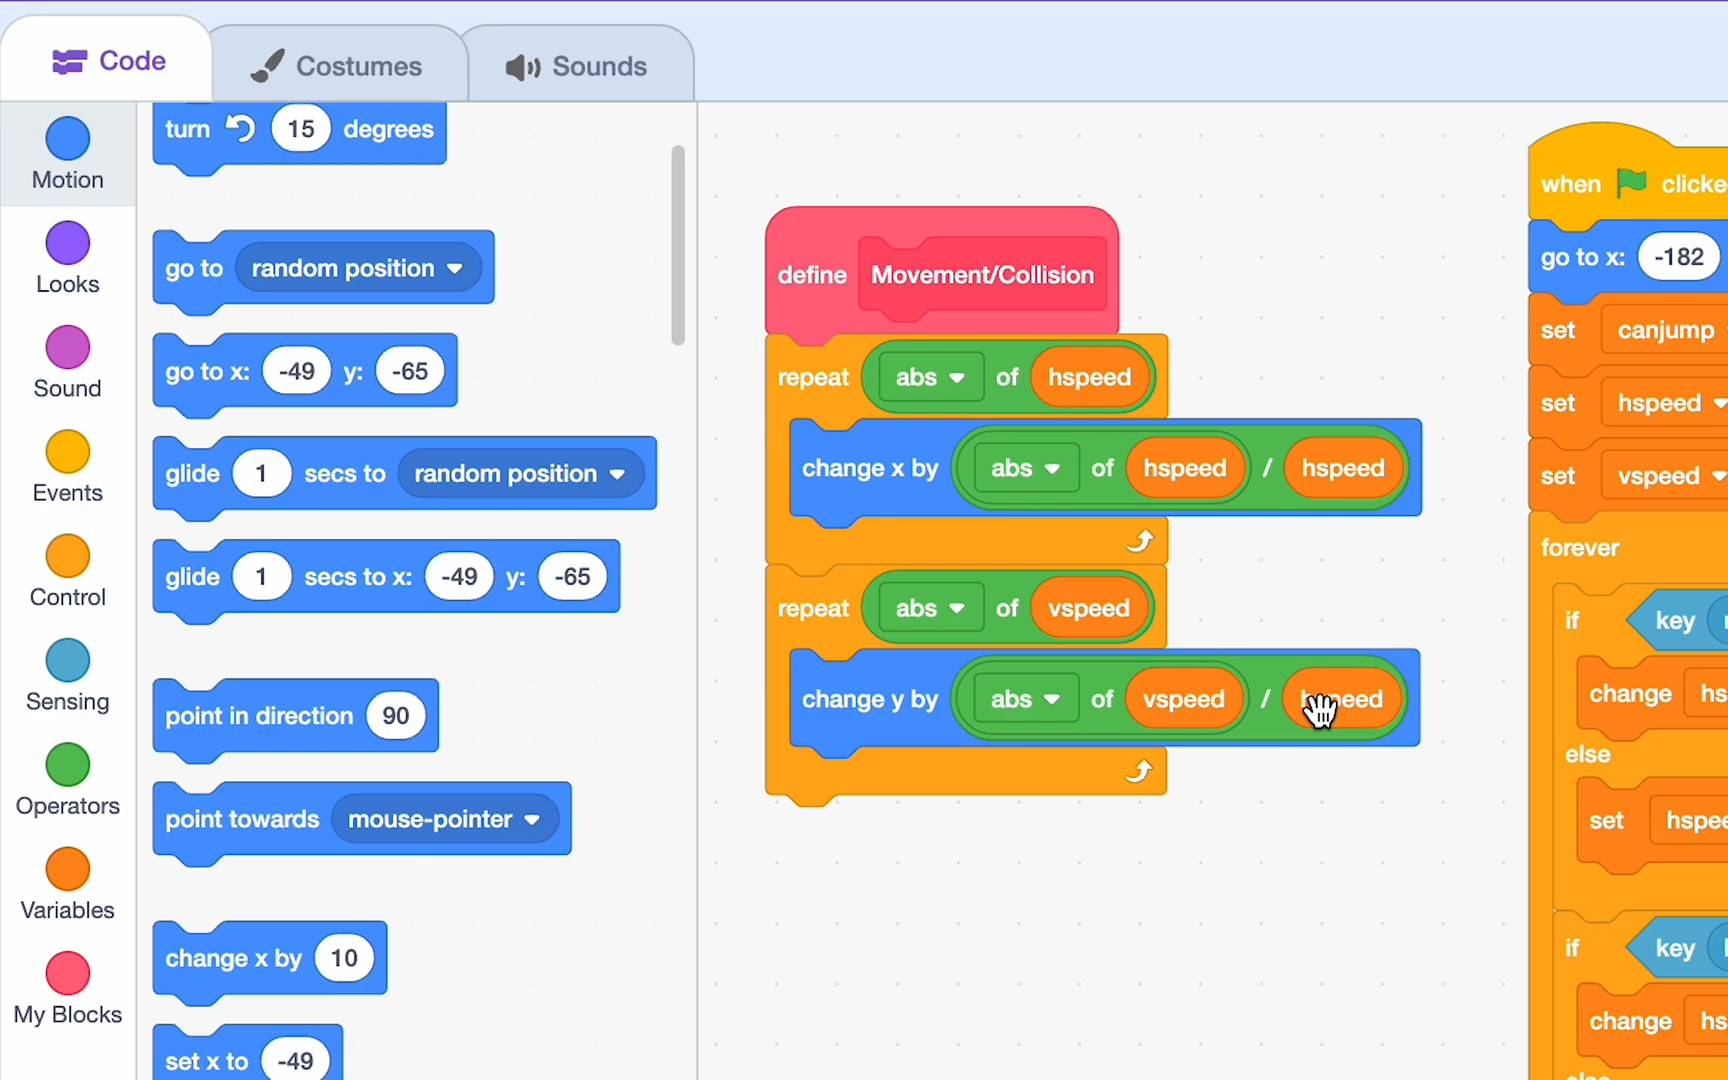 Code
Costumes
Sounds
Motion
Looks
Sound
Events
Control
Sensing
Operators
Variables
My Blocks
turn 15 degrees
go to random position
go to x: -49 y: -65
glide 1 secs to random position
glide 1 secs to x: -49 y: -65
point in direction 90
point towards mouse-pointer
change x by 10
set x to -49
define Movement/Collision
repeat abs of hspeed
change x by abs of hspeed / hspeed
repeat abs of vspeed
change y by abs of vspeed /
when clicke
go to x: -182
set canjump
set hspeed
set vspeed
forever
if key
change hs
else
set hspee
if key
change hs